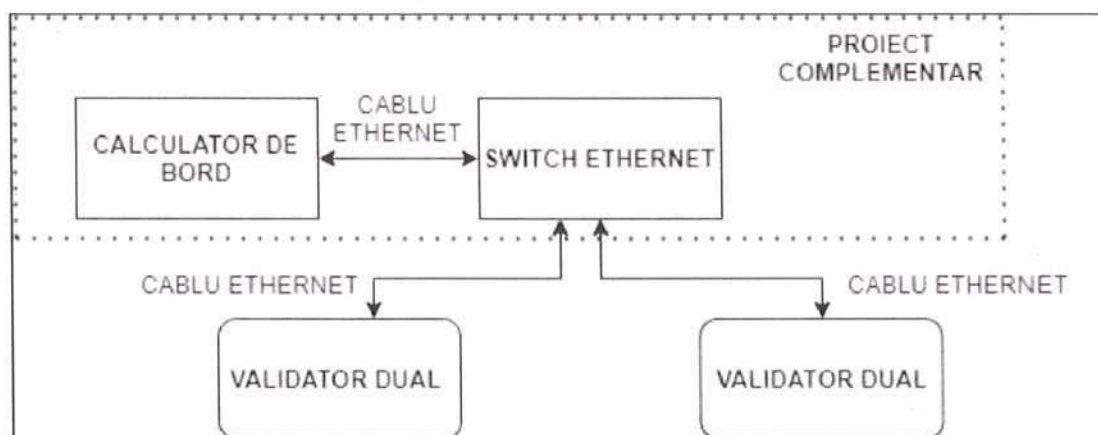 PROIECT
COMPLEMENTAR
CABLU
ETHERNET
CALCULATOR DE
BORD
SWITCH ETHERNET
CABLU ETHERNET
CABLU ETHERNET
VALIDATOR DUAL
VALIDATOR DUAL